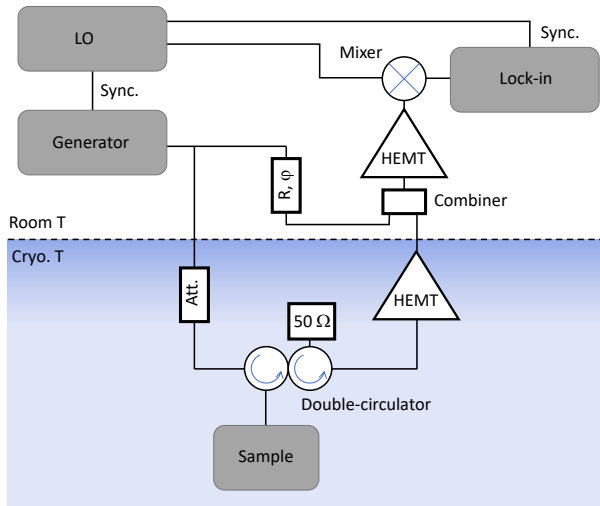 LO
Sync.
Mixer
Sync.
Lock-in
Generator
HEMT
R, φ
Combiner
Room T
Cryo. T
Att.
HEMT
50 Ω
Double-circulator
Sample